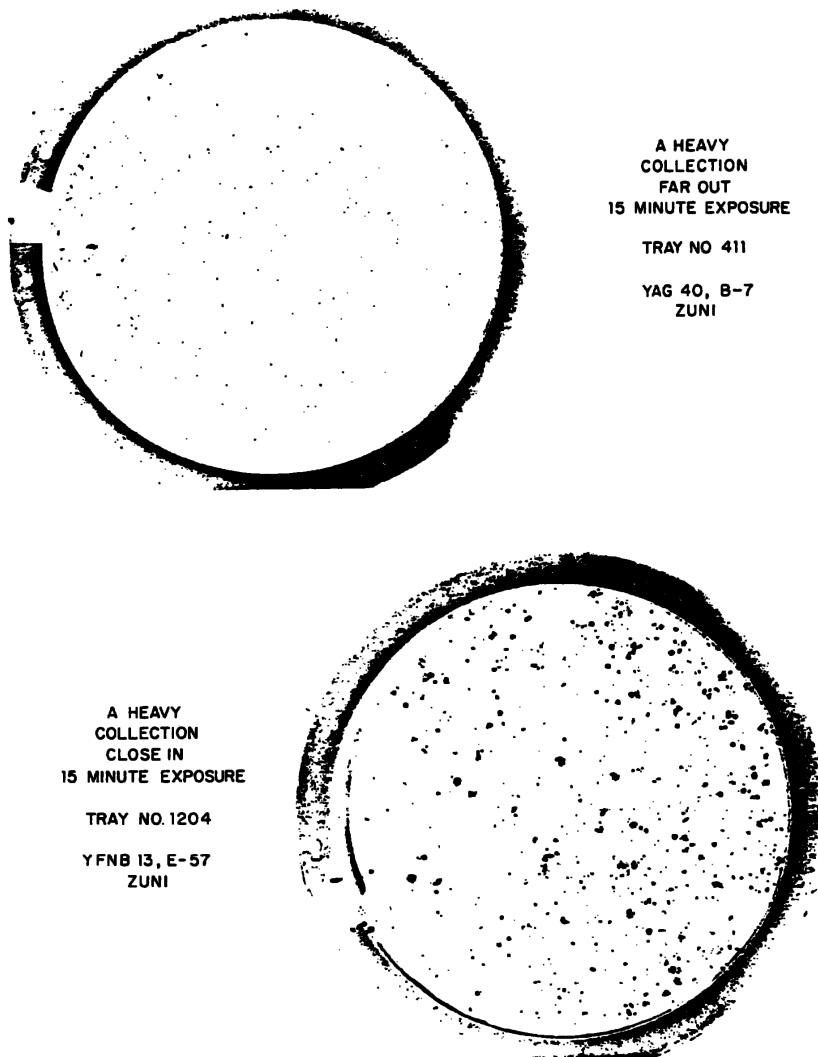 A HEAVY
COLLECTION
FAR OUT
15 MINUTE EXPOSURE
TRAY NO 411
YAG 40, B-7
ZUNI
A HEAVY
COLLECTION
CLOSE IN
15 MINUTE EXPOSURE
TRAY NO. 1204
YFNB 13, E-57
ZUNI